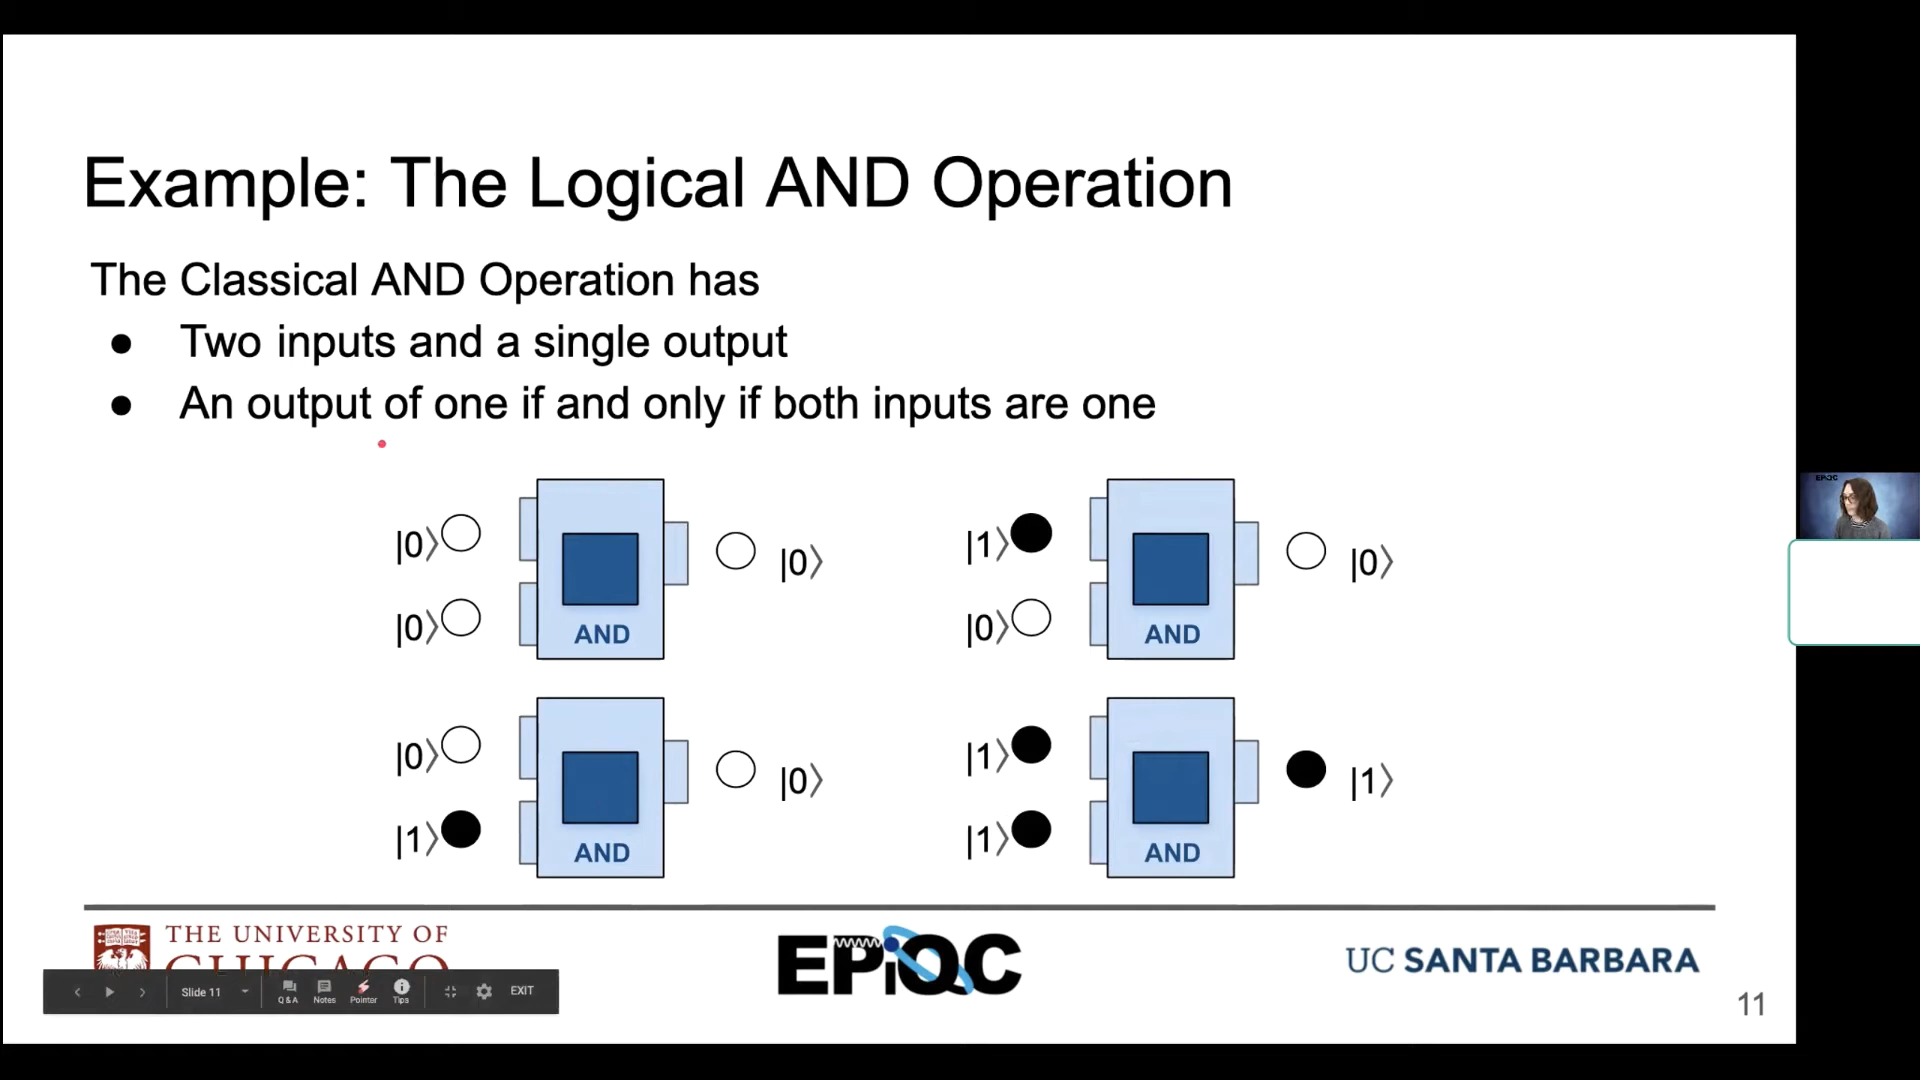 Example: The Logical AND Operation
The Classical AND Operation has
● Two inputs and a single output
● An output of one if and only if both inputs are one
|0⟩
|0⟩
AND
|0⟩
|1⟩
|0⟩
AND
|0⟩
|0⟩
|1⟩
AND
|0⟩
|1⟩
|1⟩
AND
|1⟩
THE UNIVERSITY OF
CHICAGO
EPiQC
UC SANTA BARBARA
11
Slide 11
Q & A
Notes
Pointer
Tips
EXIT
EPiQC